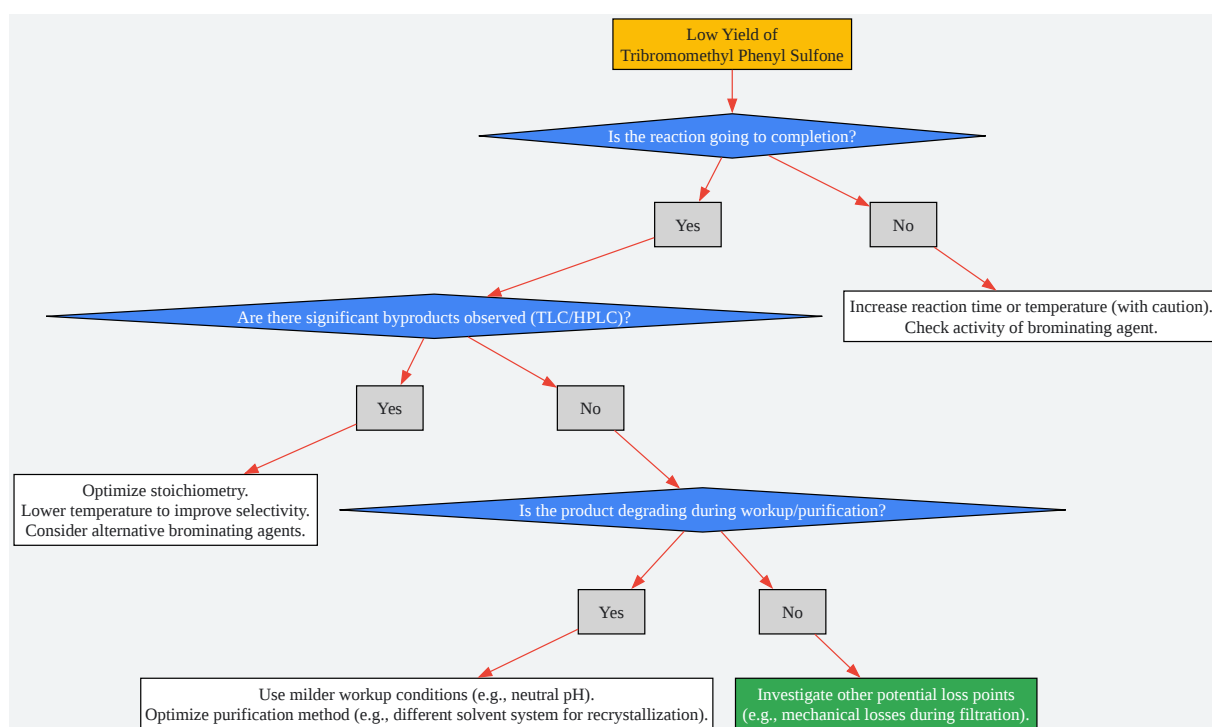 Low Yield of
Tribromomethyl Phenyl Sulfone
Is the reaction going to completion?
Yes
No
Increase reaction time or temperature (with caution).
Check activity of brominating agent.
Are there significant byproducts observed (TLC/HPLC)?
Yes
No
Optimize stoichiometry.
Lower temperature to improve selectivity.
Consider alternative brominating agents.
Is the product degrading during workup/purification?
Yes
No
Use milder workup conditions (e.g., neutral pH).
Optimize purification method (e.g., different solvent system for recrystallization).
Investigate other potential loss points
(e.g., mechanical losses during filtration).